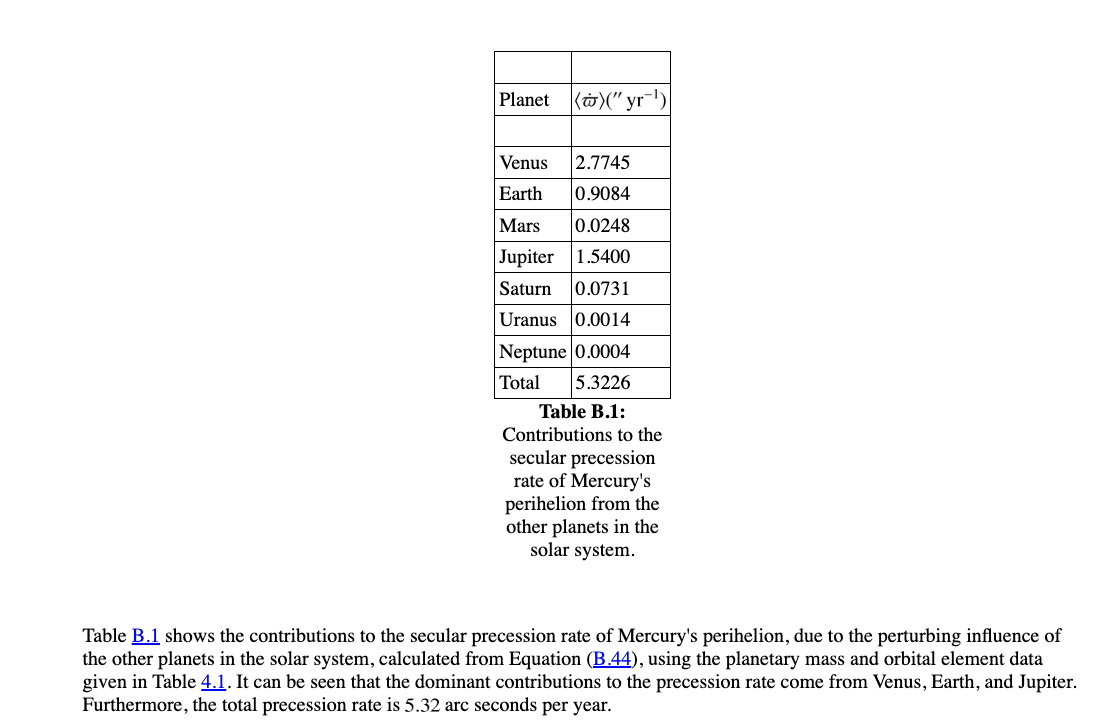 Planet ⟨ϖ̇⟩(″ yr⁻¹)
Venus 2.7745
Earth 0.9084
Mars 0.0248
Jupiter 1.5400
Saturn 0.0731
Uranus 0.0014
Neptune 0.0004
Total 5.3226
Table B.1:
Contributions to the
secular precession
rate of Mercury's
perihelion from the
other planets in the
solar system.
Table B.1 shows the contributions to the secular precession rate of Mercury's perihelion, due to the perturbing influence of
the other planets in the solar system, calculated from Equation (B.44), using the planetary mass and orbital element data
given in Table 4.1. It can be seen that the dominant contributions to the precession rate come from Venus, Earth, and Jupiter.
Furthermore, the total precession rate is 5.32 arc seconds per year.